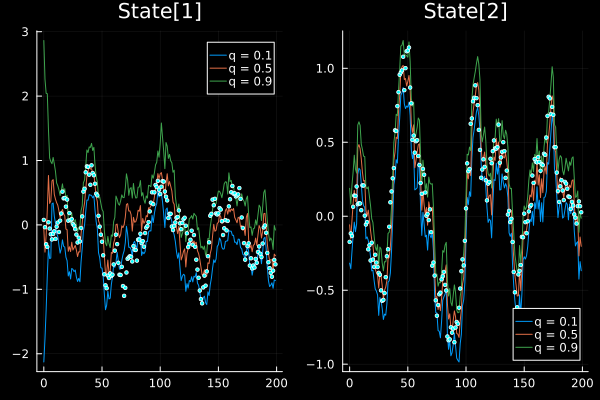 State[1]
3
2
1
0
−1
−2
0
50
100
150
200
q = 0.1
q = 0.5
q = 0.9
State[2]
1.0
0.5
0.0
−0.5
−1.0
0
50
100
150
200
q = 0.1
q = 0.5
q = 0.9